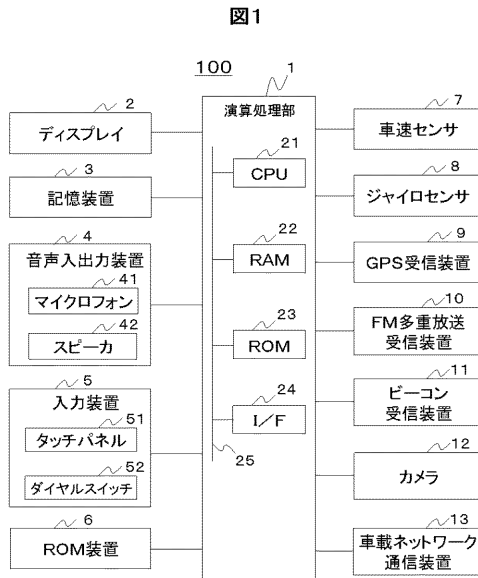 図1
100
1
演算処理部
2
ディスプレイ
3
記憶装置
4
音声入出力装置
41
マイクロフォン
42
スピーカ
5
入力装置
51
タッチパネル
52
ダイヤルスイッチ
6
ROM装置
21
CPU
22
RAM
23
ROM
24
I/F
25
7
車速センサ
8
ジャイロセンサ
9
GPS受信装置
10
FM多重放送
受信装置
11
ビーコン
受信装置
12
カメラ
13
車載ネットワーク
通信装置